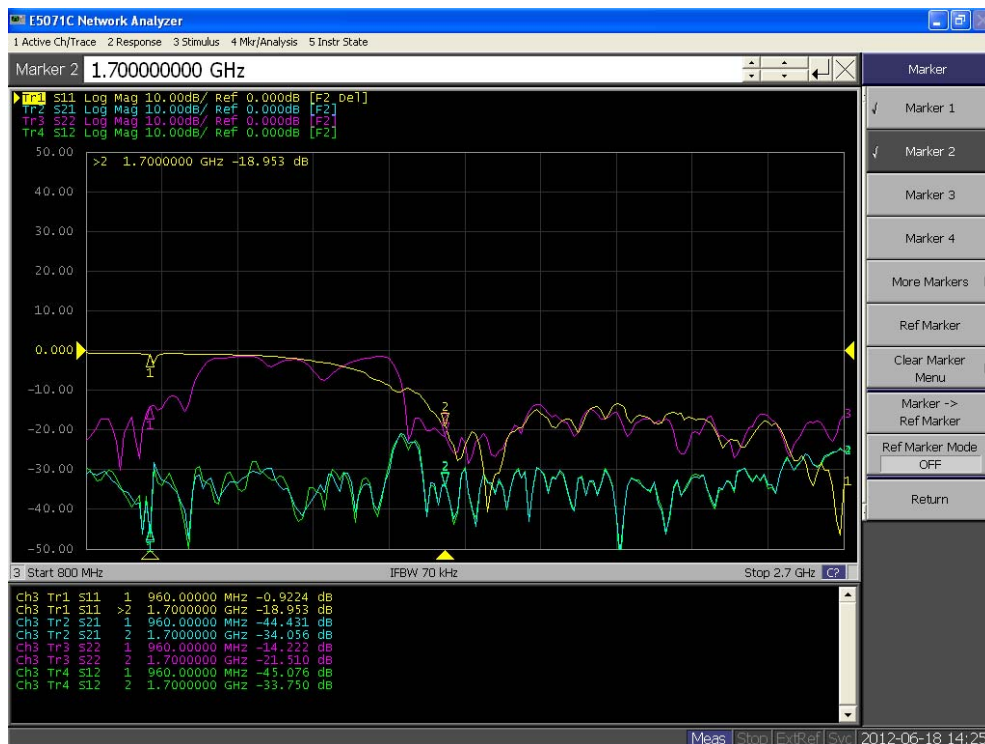 E5071C Network Analyzer
1 Active Ch/Trace 2 Response 3 Stimulus 4 Mkr/Analysis 5 Instr State
Marker 2 1.700000000 GHz
Tr1 S11 Log Mag 10.00dB/ Ref 0.000dB [F2 Del]
Tr2 S21 Log Mag 10.00dB/ Ref 0.000dB [F2]
Tr3 S22 Log Mag 10.00dB/ Ref 0.000dB [F2]
Tr4 S12 Log Mag 10.00dB/ Ref 0.000dB [F2]
>2 1.7000000 GHz -18.953 dB
50.00
40.00
30.00
20.00
10.00
0.000
-10.00
-20.00
-30.00
-40.00
-50.00
1
1
2
2
3
2
1
3 Start 800 MHz IFBW 70 kHz Stop 2.7 GHz C?
Ch3 Tr1 S11 1 960.00000 MHz -0.9224 dB
Ch3 Tr1 S11 >2 1.7000000 GHz -18.953 dB
Ch3 Tr2 S21 1 960.00000 MHz -44.431 dB
Ch3 Tr2 S21 2 1.7000000 GHz -34.056 dB
Ch3 Tr3 S22 1 960.00000 MHz -14.222 dB
Ch3 Tr3 S22 2 1.7000000 GHz -21.510 dB
Ch3 Tr4 S12 1 960.00000 MHz -45.076 dB
Ch3 Tr4 S12 2 1.7000000 GHz -33.750 dB
Marker
Marker 1
Marker 2
Marker 3
Marker 4
More Markers
Ref Marker
Clear Marker
Menu
Marker ->
Ref Marker
Ref Marker Mode
OFF
Return
Meas Stop ExtRef Svc 2012-06-18 14:25